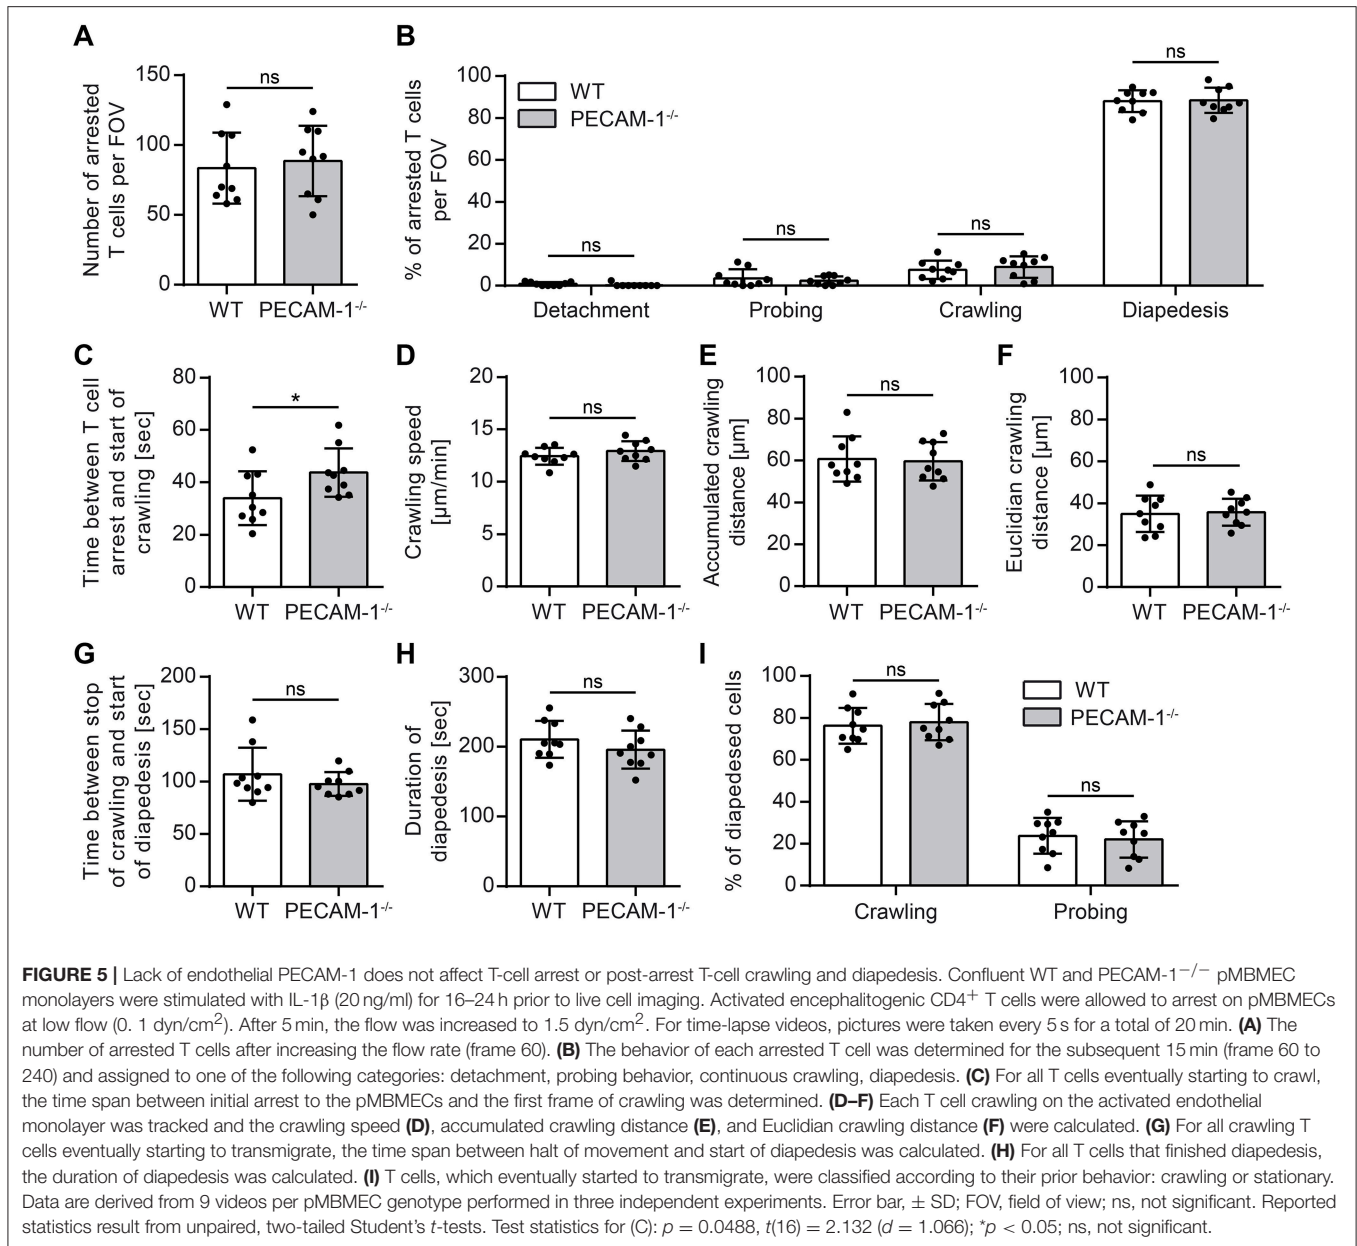 A
Number of arrested
T cells per FOV
150
100
50
0
ns
WT
PECAM-1-/-
B
% of arrested T cells
per FOV
100
80
60
40
20
0
WT
PECAM-1-/-
ns
ns
ns
ns
Detachment
Probing
Crawling
Diapedesis
C
Time between T cell
arrest and start of
crawling [sec]
80
60
40
20
0
*
WT
PECAM-1-/-
D
Crawling speed
[µm/min]
20
15
10
5
0
ns
WT
PECAM-1-/-
E
Accumulated crawling
distance [µm]
100
80
60
40
20
0
ns
WT
PECAM-1-/-
F
Euclidian crawling
distance [µm]
100
80
60
40
20
0
ns
WT
PECAM-1-/-
G
Time between stop
of crawling and start
of diapedesis [sec]
200
150
100
50
0
ns
WT
PECAM-1-/-
H
Duration of
diapedesis [sec]
300
200
100
0
ns
WT
PECAM-1-/-
I
% of diapedesed cells
100
80
60
40
20
0
ns
ns
WT
PECAM-1-/-
Crawling
Probing
FIGURE 5 | Lack of endothelial PECAM-1 does not affect T-cell arrest or post-arrest T-cell crawling and diapedesis. Confluent WT and PECAM-1−/− pMBMEC
monolayers were stimulated with IL-1β (20 ng/ml) for 16–24 h prior to live cell imaging. Activated encephalitogenic CD4+ T cells were allowed to arrest on pMBMECs
at low flow (0. 1 dyn/cm2). After 5 min, the flow was increased to 1.5 dyn/cm2. For time-lapse videos, pictures were taken every 5 s for a total of 20 min. (A) The
number of arrested T cells after increasing the flow rate (frame 60). (B) The behavior of each arrested T cell was determined for the subsequent 15 min (frame 60 to
240) and assigned to one of the following categories: detachment, probing behavior, continuous crawling, diapedesis. (C) For all T cells eventually starting to crawl,
the time span between initial arrest to the pMBMECs and the first frame of crawling was determined. (D–F) Each T cell crawling on the activated endothelial
monolayer was tracked and the crawling speed (D), accumulated crawling distance (E), and Euclidian crawling distance (F) were calculated. (G) For all crawling T
cells eventually starting to transmigrate, the time span between halt of movement and start of diapedesis was calculated. (H) For all T cells that finished diapedesis,
the duration of diapedesis was calculated. (I) T cells, which eventually started to transmigrate, were classified according to their prior behavior: crawling or stationary.
Data are derived from 9 videos per pMBMEC genotype performed in three independent experiments. Error bar, ± SD; FOV, field of view; ns, not significant. Reported
statistics result from unpaired, two-tailed Student's t-tests. Test statistics for (C): p = 0.0488, t(16) = 2.132 (d = 1.066); *p < 0.05; ns, not significant.